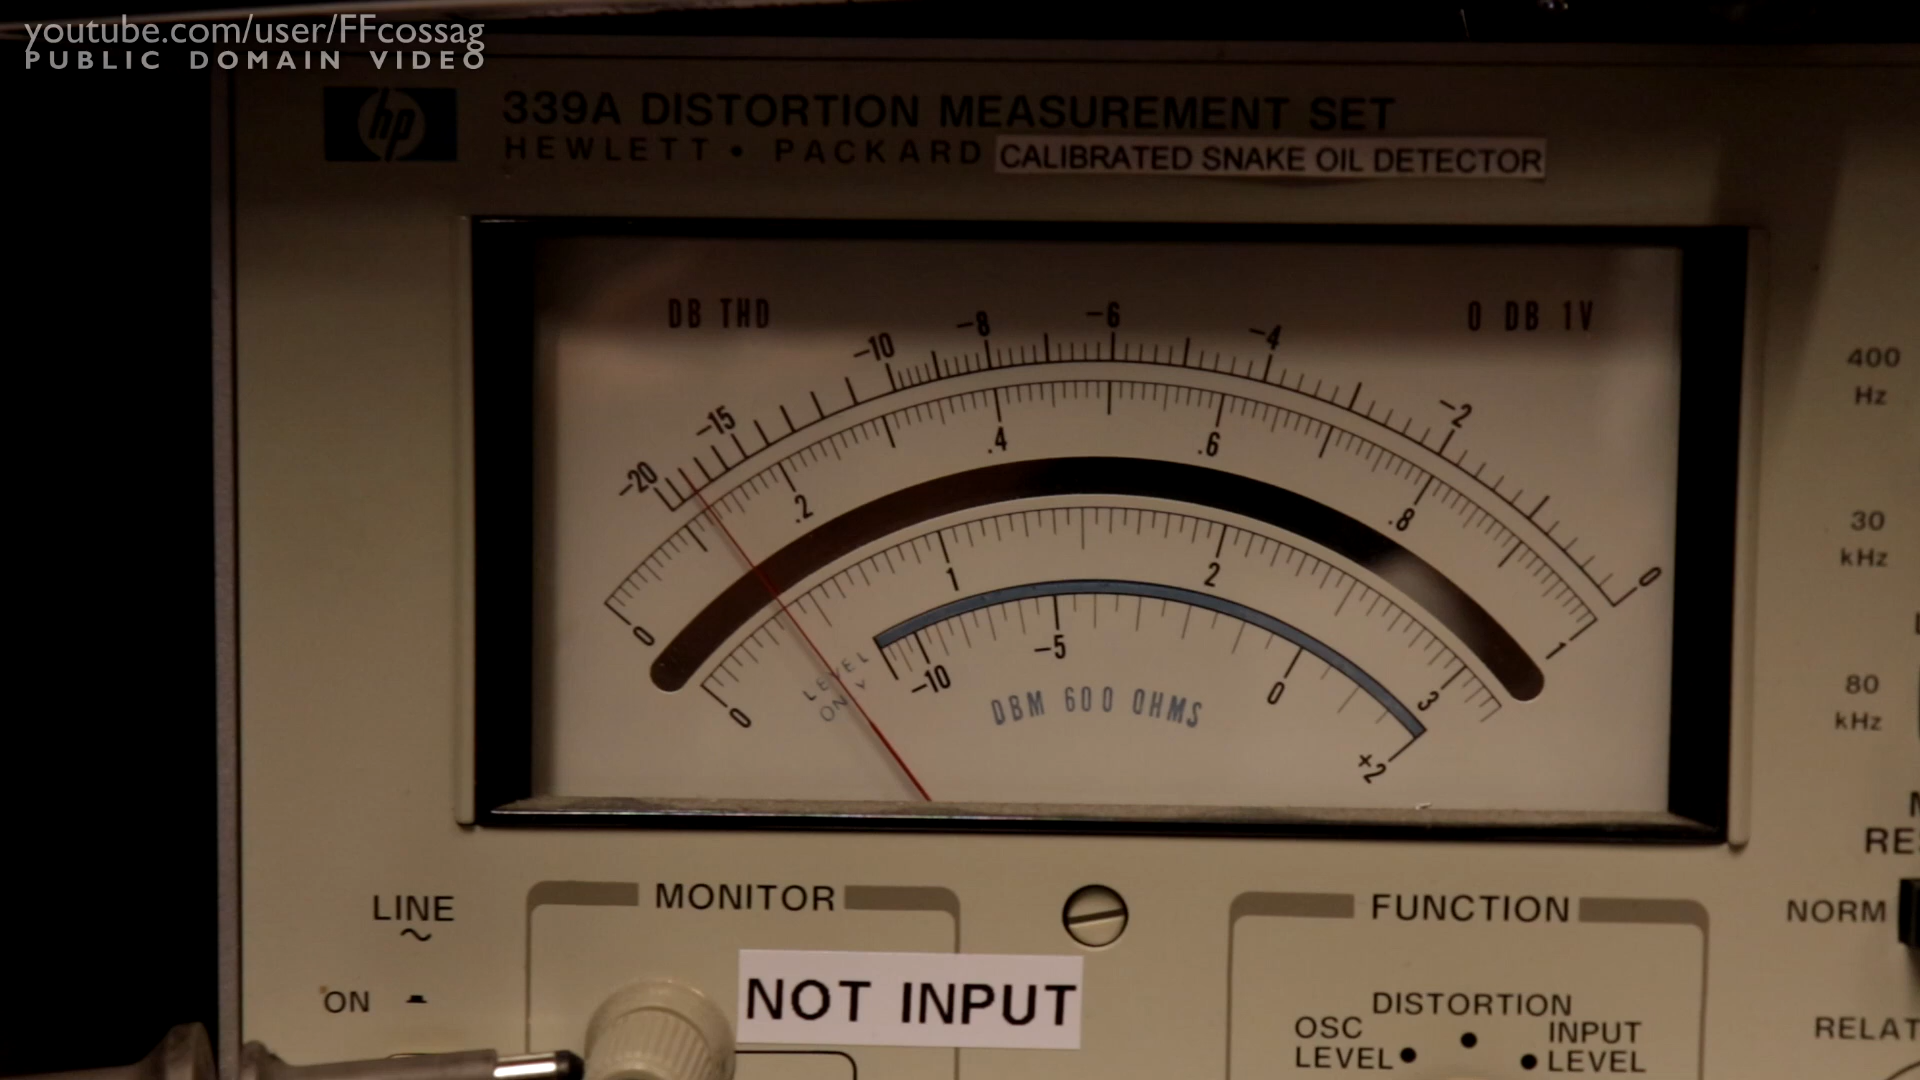 youtube.com/user/FFcossag
PUBLIC DOMAIN VIDEO
hp
339A DISTORTION MEASUREMENT SET
HEWLETT • PACKARD
CALIBRATED SNAKE OIL DETECTOR
DB THD
0 DB 1V
-20 -15 -10 -8 -6 -4 -2 0
0 .2 .4 .6 .8 1
0 1 2 3
LEVEL
ONLY
-10 -5 0 +2
DBM 600 OHMS
400
Hz
30
kHz
80
kHz
LINE
ON
MONITOR
NOT INPUT
FUNCTION
DISTORTION
OSC
LEVEL
INPUT
LEVEL
NORM